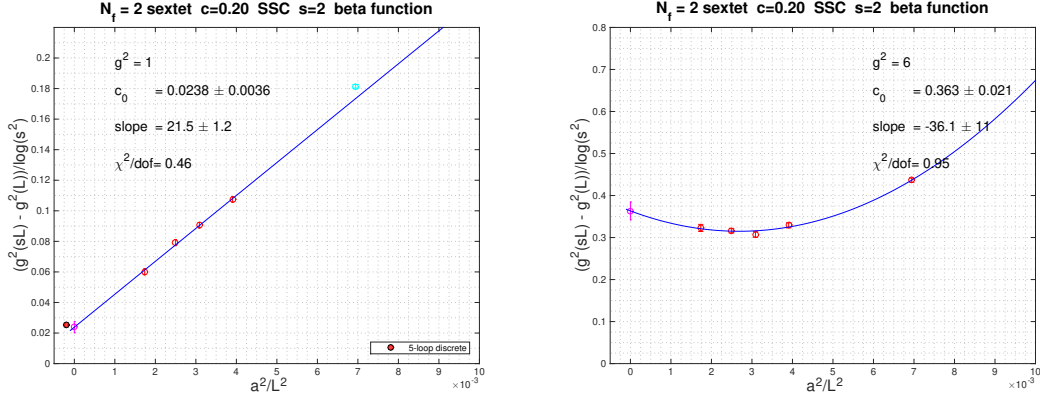 N_f = 2 sextet c=0.20 SSC s=2 beta function
(g^2(sL) - g^2(L))/log(s^2)
0.2
0.18
0.16
0.14
0.12
0.1
0.08
0.06
0.04
0.02
0
g^2 = 1
c_0 = 0.0238 ± 0.0036
slope = 21.5 ± 1.2
χ^2/dof= 0.46
5-loop discrete
0 1 2 3 4 5 6 7 8 9 10
×10^-3
a^2/L^2
N_f = 2 sextet c=0.20 SSC s=2 beta function
(g^2(sL) - g^2(L))/log(s^2)
0.8
0.7
0.6
0.5
0.4
0.3
0.2
0.1
0
g^2 = 6
c_0 = 0.363 ± 0.021
slope = -36.1 ± 11
χ^2/dof= 0.95
0 1 2 3 4 5 6 7 8 9 10
×10^-3
a^2/L^2